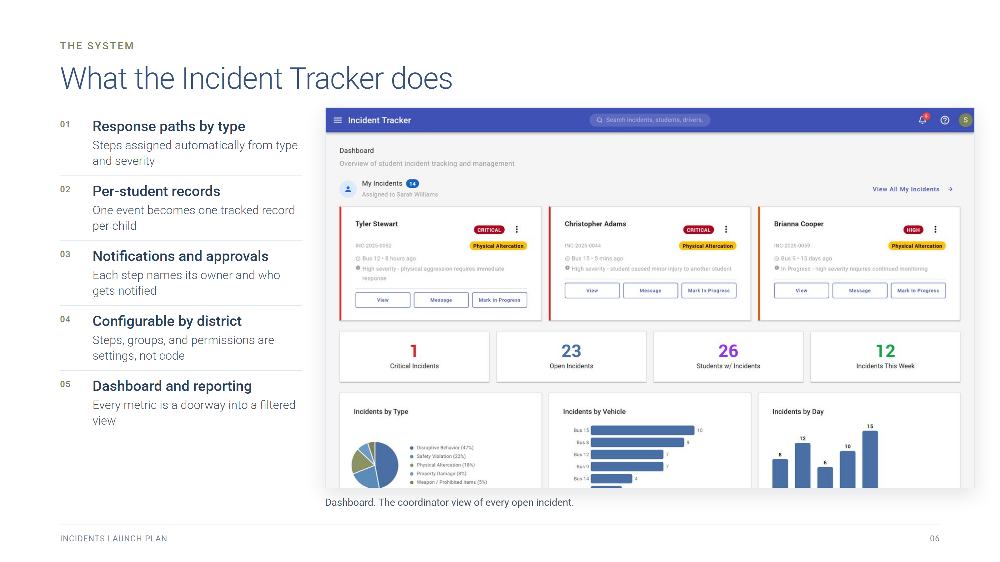 THE SYSTEM
What the Incident Tracker does
01
Response paths by type
Steps assigned automatically from type
and severity
02
Per-student records
One event becomes one tracked record
per child
03
Notifications and approvals
Each step names its owner and who
gets notified
04
Configurable by district
Steps, groups, and permissions are
settings, not code
05
Dashboard and reporting
Every metric is a doorway into a filtered
view
Incident Tracker
Search incidents, students, drivers,
5
S
Dashboard
Overview of student incident tracking and management
My Incidents 14
Assigned to Sarah Williams
View All My Incidents
Tyler Stewart
CRITICAL
INC-2025-0052
Physical Altercation
Bus 12 • 8 hours ago
High severity - physical aggression requires immediate
response
View Message Mark In Progress
Christopher Adams
CRITICAL
INC-2025-0044
Physical Altercation
Bus 15 • 5 mins ago
High severity - student caused minor injury to another student
View Message Mark In Progress
Brianna Cooper
HIGH
INC-2025-0059
Physical Altercation
Bus 9 • 15 days ago
In Progress - high severity requires continued monitoring
View Message Mark In Progress
1
Critical Incidents
23
Open Incidents
26
Students w/ Incidents
12
Incidents This Week
Incidents by Type
Disruptive Behavior (47%)
Safety Violation (22%)
Physical Altercation (18%)
Property Damage (8%)
Weapon / Prohibited Items (5%)
Incidents by Vehicle
Bus 15 10
Bus 8 9
Bus 12 7
Bus 9 7
Bus 14 4
Incidents by Day
8
12
6
10
15
Dashboard. The coordinator view of every open incident.
INCIDENTS LAUNCH PLAN
06